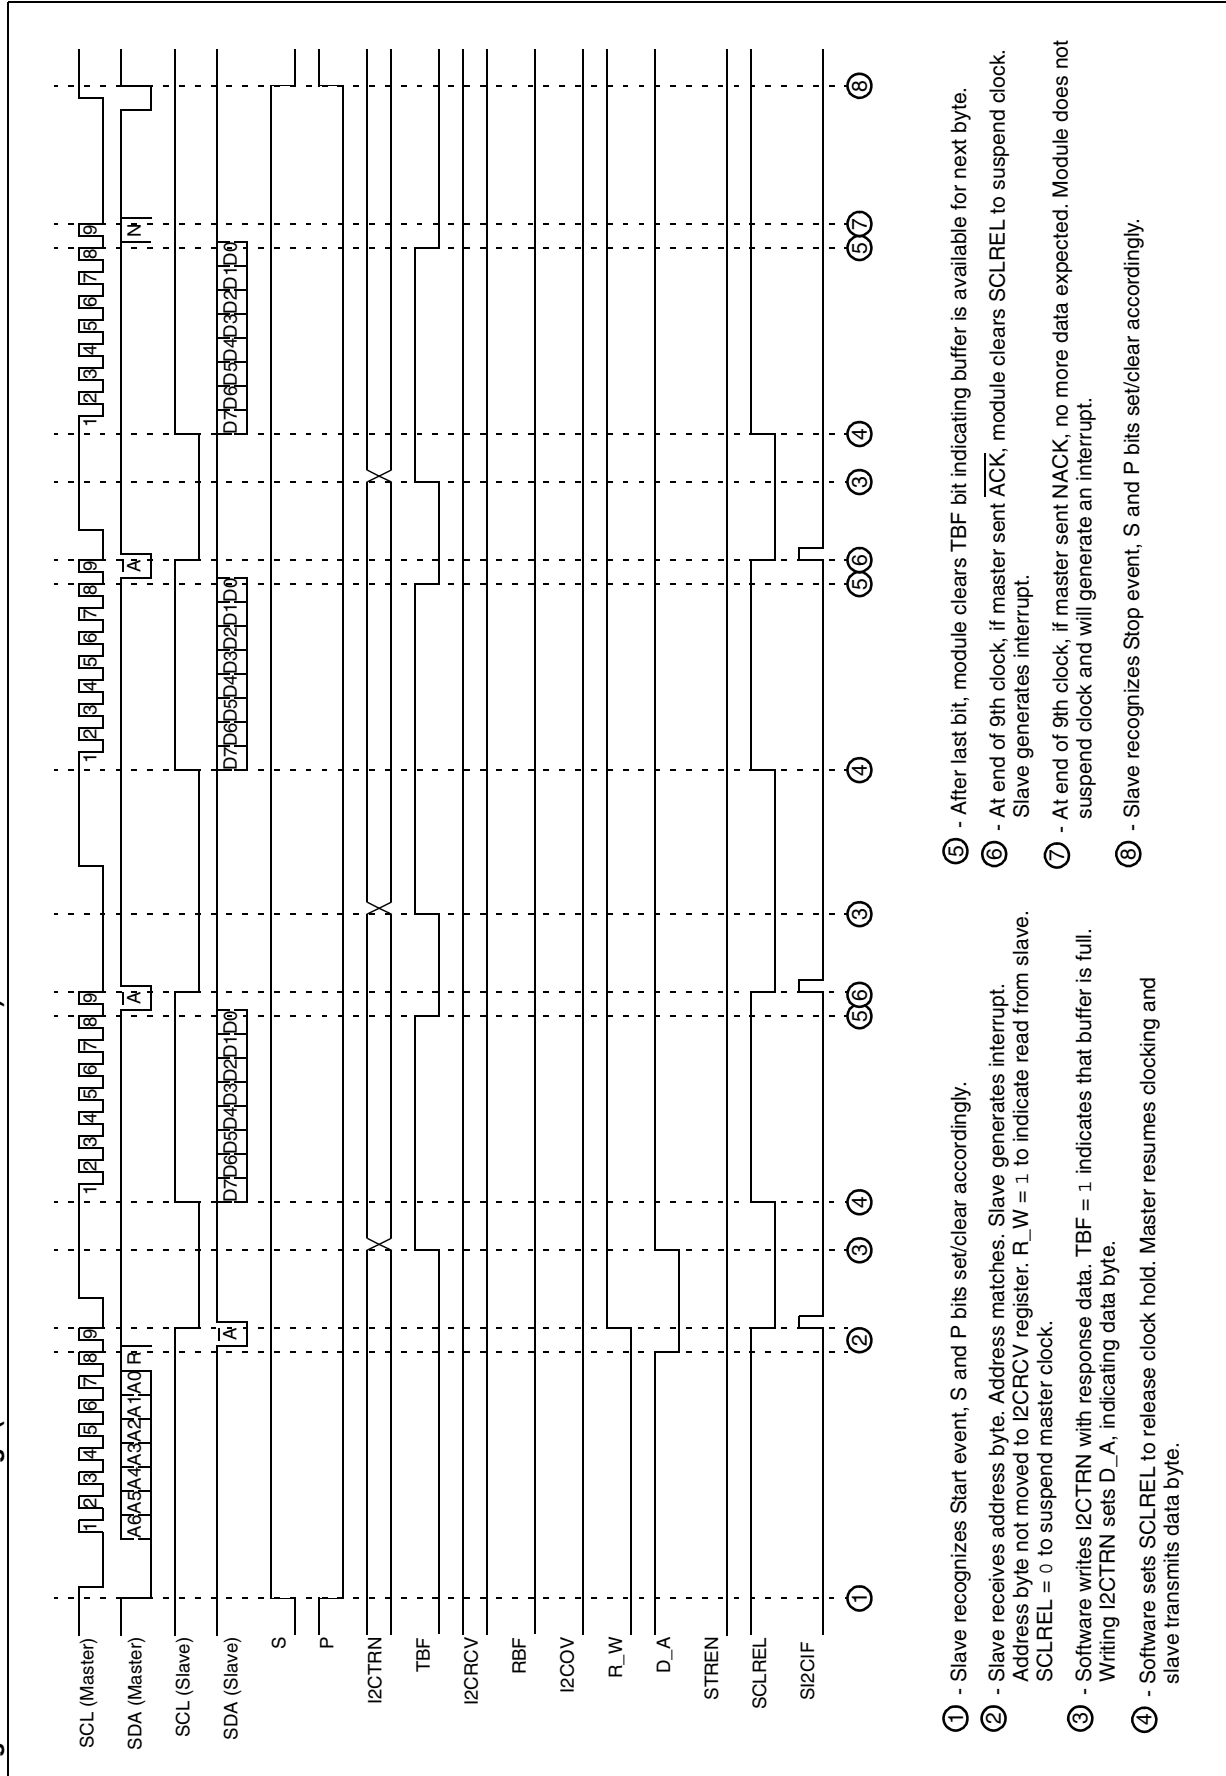 SCL (Master) 1 2 3 4 5 6 7 8 9 1 2 3 4 5 6 7 8 9 1 2 3 4 5 6 7 8 9 1 2 3 4 5 6 7 8 9
SDA (Master) A6 A5 A4 A3 A2 A1 A0 R A A N
SCL (Slave)
SDA (Slave) A D7 D6 D5 D4 D3 D2 D1 D0 D7 D6 D5 D4 D3 D2 D1 D0 D7 D6 D5 D4 D3 D2 D1 D0
S
P
I2CTRN
TBF
I2CRCV
RBF
I2COV
R_W
D_A
STREN
SCLREL
SI2CIF
1 2 3 4 5 6 3 4 5 6 3 4 5 7 8
1 - Slave recognizes Start event, S and P bits set/clear accordingly.
2 - Slave receives address byte. Address matches. Slave generates interrupt.
Address byte not moved to I2CRCV register. R_W = 1 to indicate read from slave.
SCLREL = 0 to suspend master clock.
3 - Software writes I2CTRN with response data. TBF = 1 indicates that buffer is full.
Writing I2CTRN sets D_A, indicating data byte.
4 - Software sets SCLREL to release clock hold. Master resumes clocking and
slave transmits data byte.
5 - After last bit, module clears TBF bit indicating buffer is available for next byte.
6 - At end of 9th clock, if master sent ACK, module clears SCLREL to suspend clock.
Slave generates interrupt.
7 - At end of 9th clock, if master sent NACK, no more data expected. Module does not
suspend clock and will generate an interrupt.
8 - Slave recognizes Stop event, S and P bits set/clear accordingly.